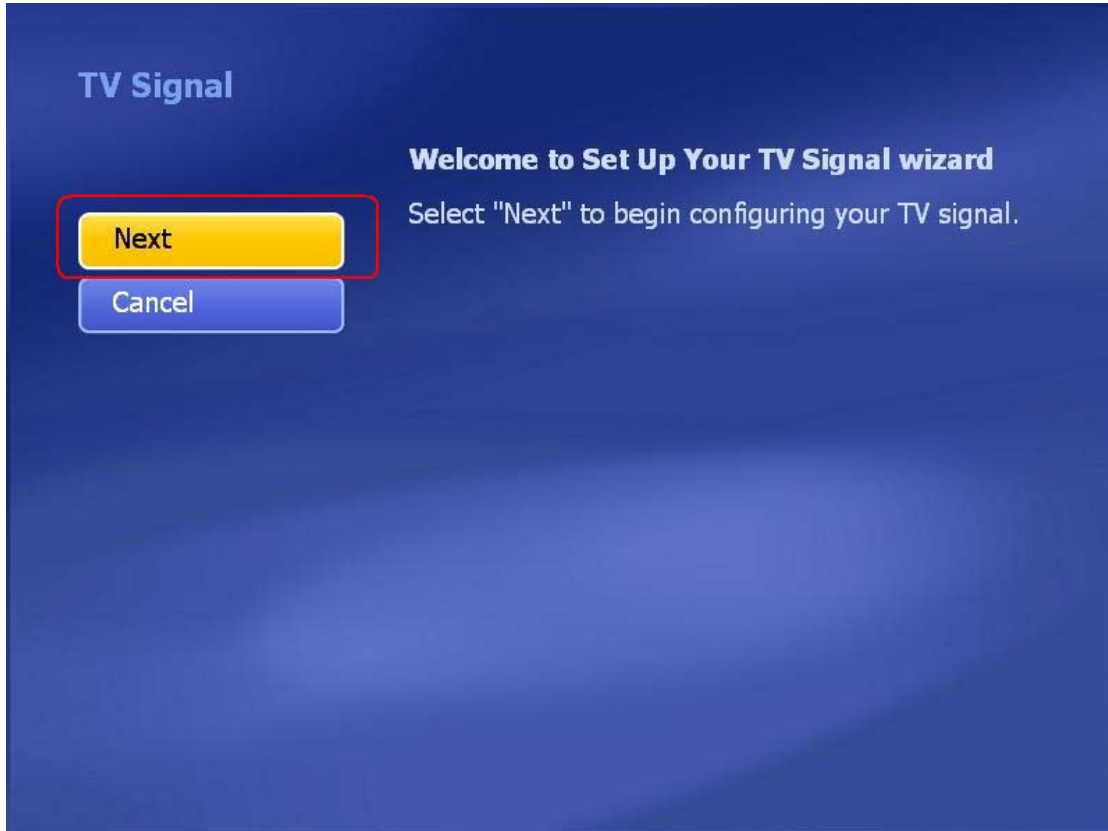 TV Signal
Welcome to Set Up Your TV Signal wizard
Select "Next" to begin configuring your TV signal.
Next
Cancel